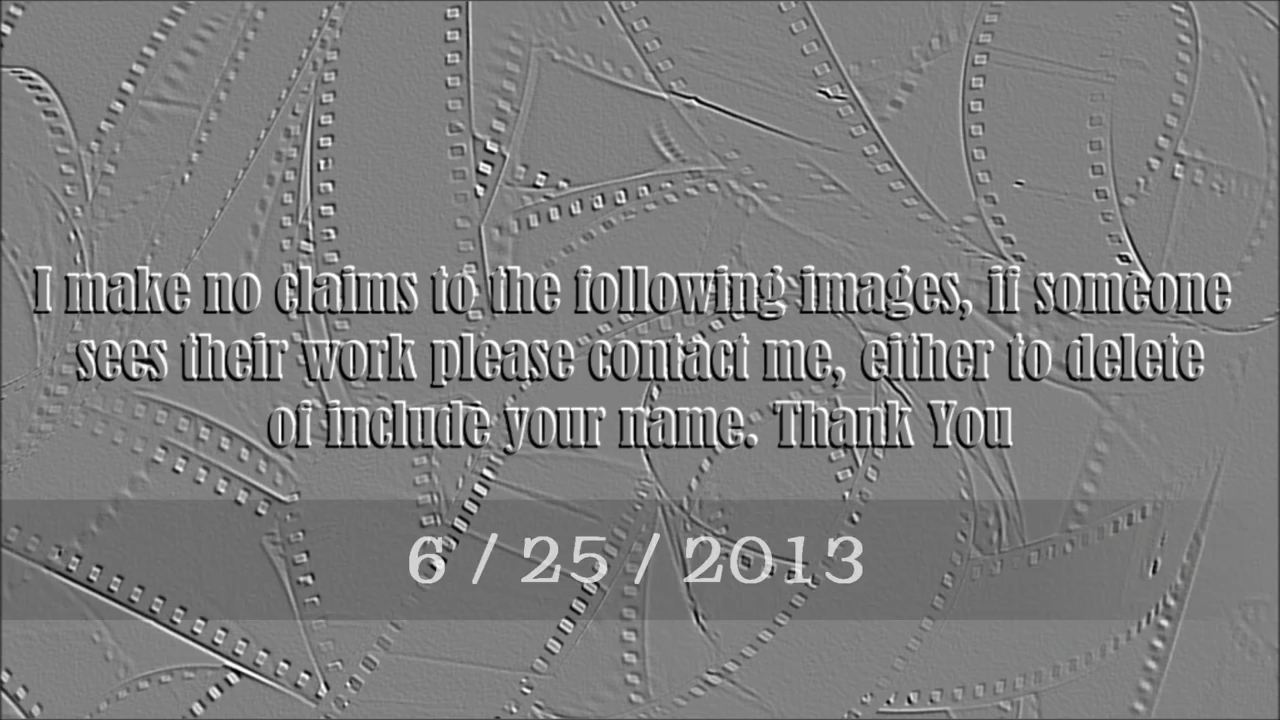 I make no claims to the following images, if someone
sees their work please contact me, either to delete
of include your name. Thank You
6 / 25 / 2013